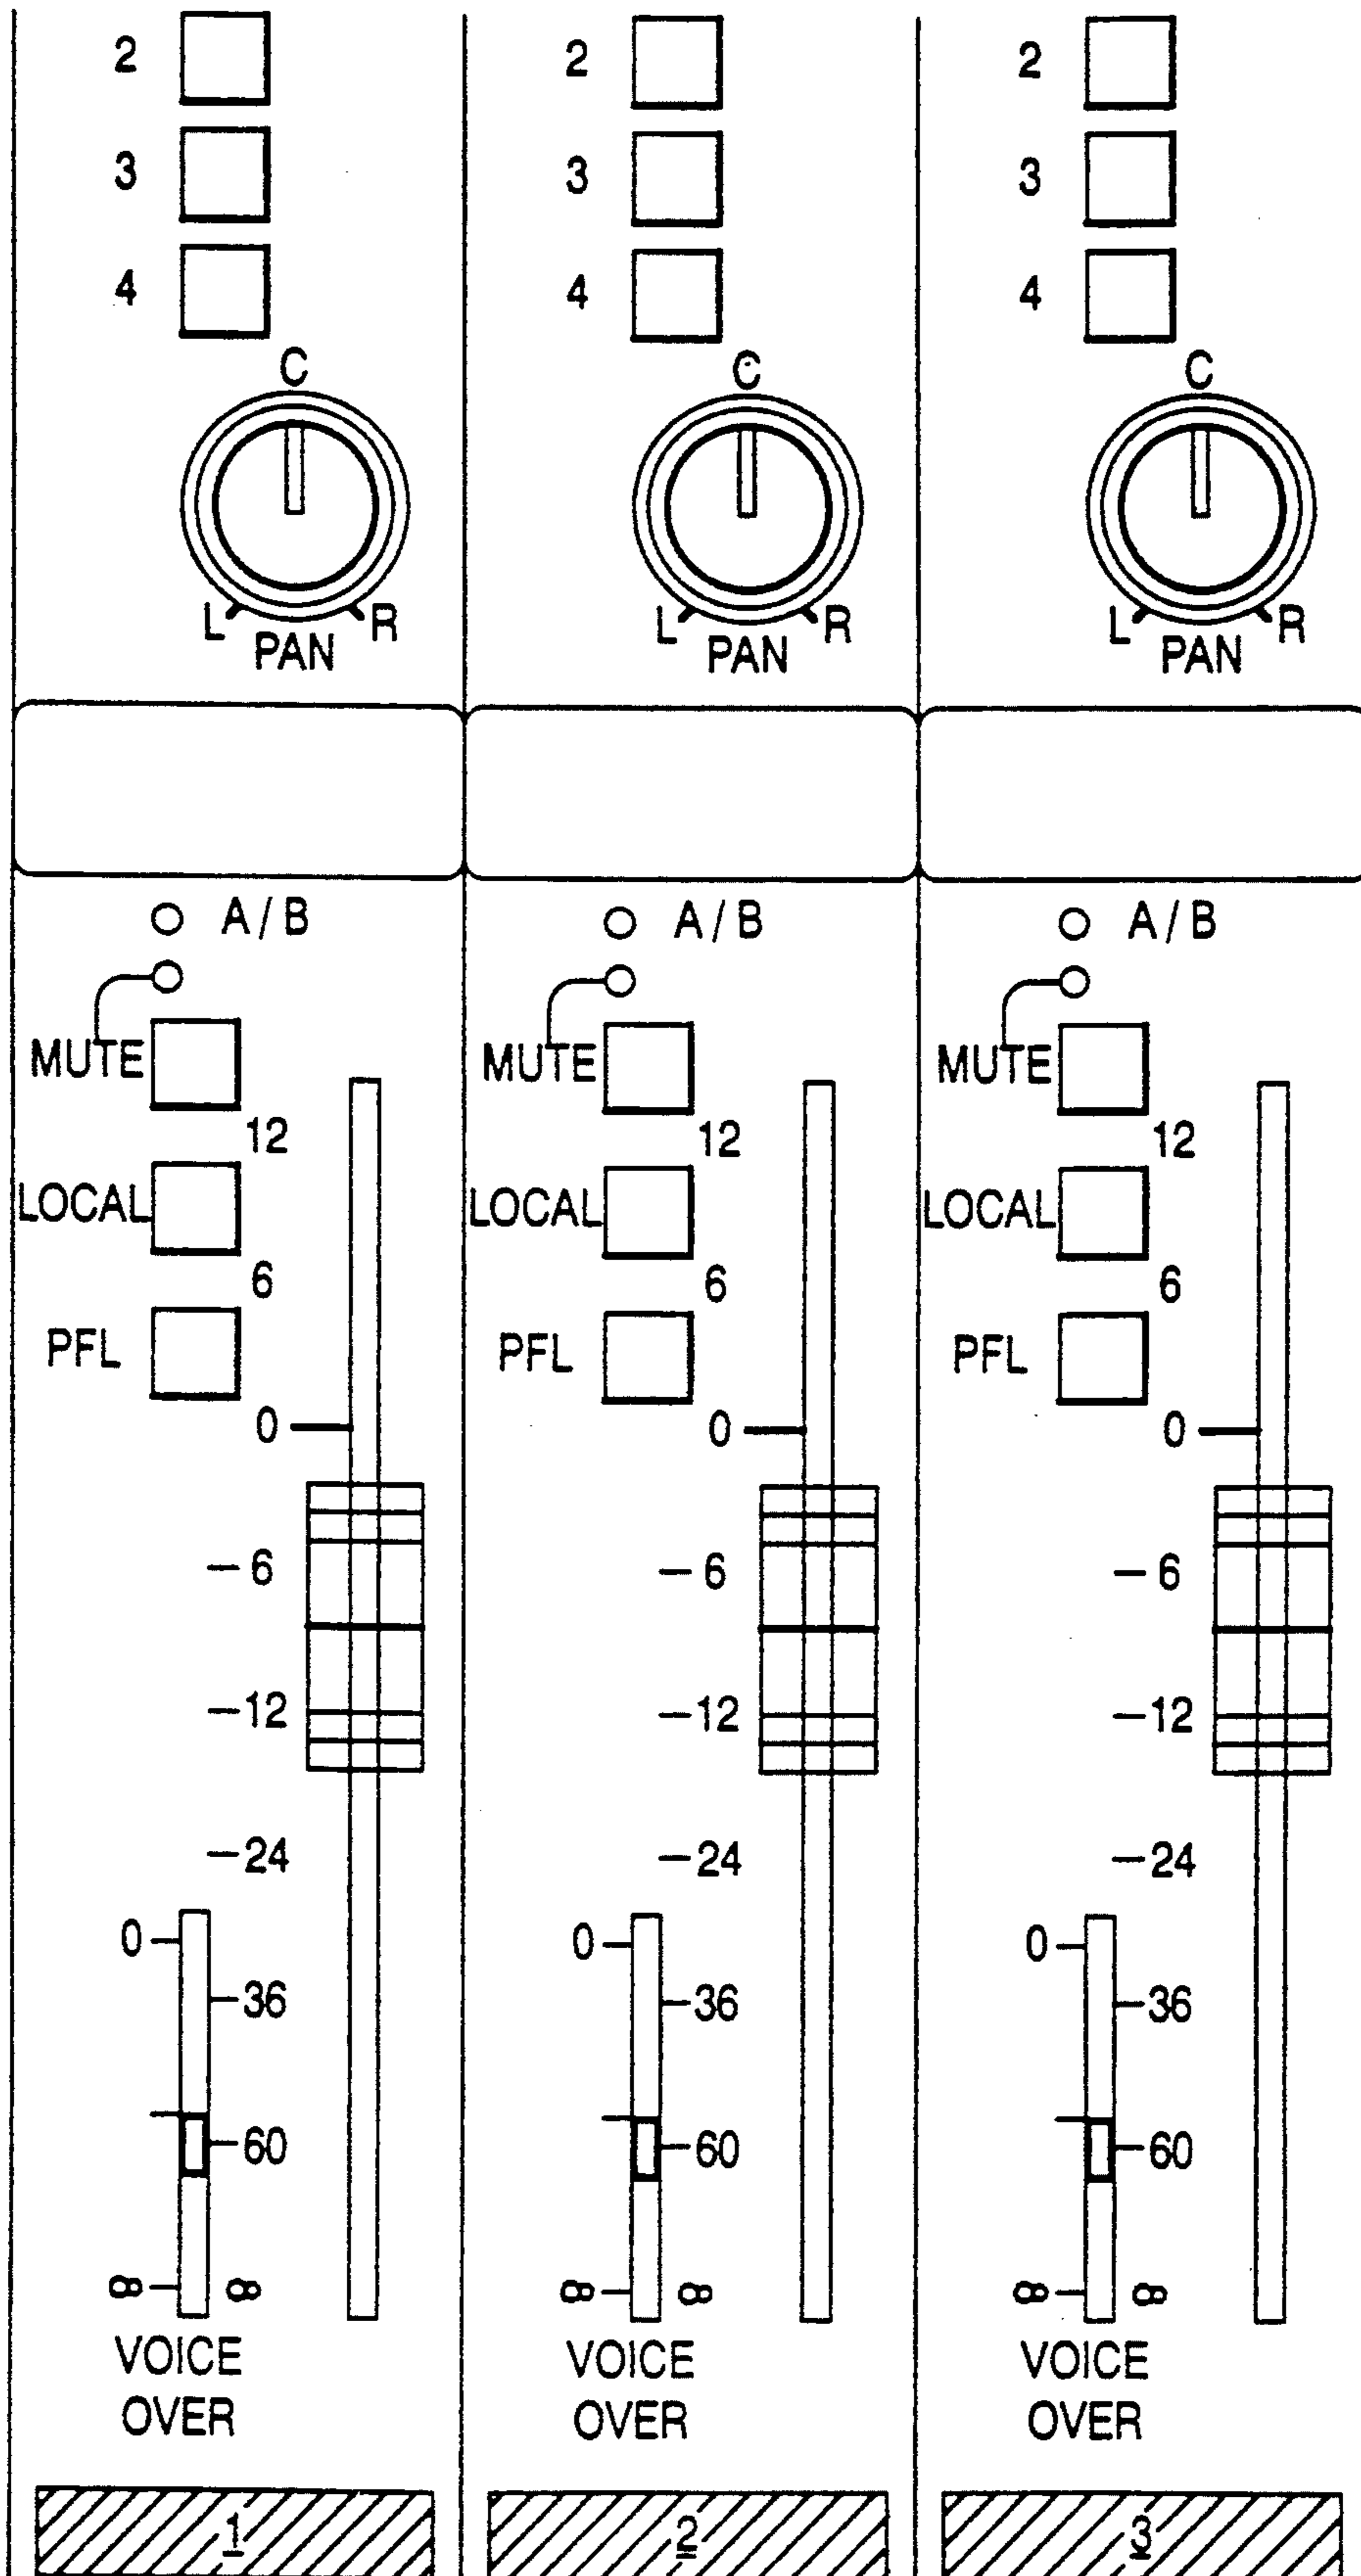 2 2 2
3 3 3
4 4 4
C C C
L R L R L R
PAN PAN PAN
A / B A / B A / B
MUTE MUTE MUTE
12 12 12
LOCAL LOCAL LOCAL
6 6 6
PFL PFL PFL
0 0 0
–6 –6 –6
–12 –12 –12
–24 –24 –24
0 0 0
–36 –36 –36
–60 –60 –60
∞ ∞ ∞ ∞ ∞ ∞
VOICE VOICE VOICE
OVER OVER OVER
1 2 3